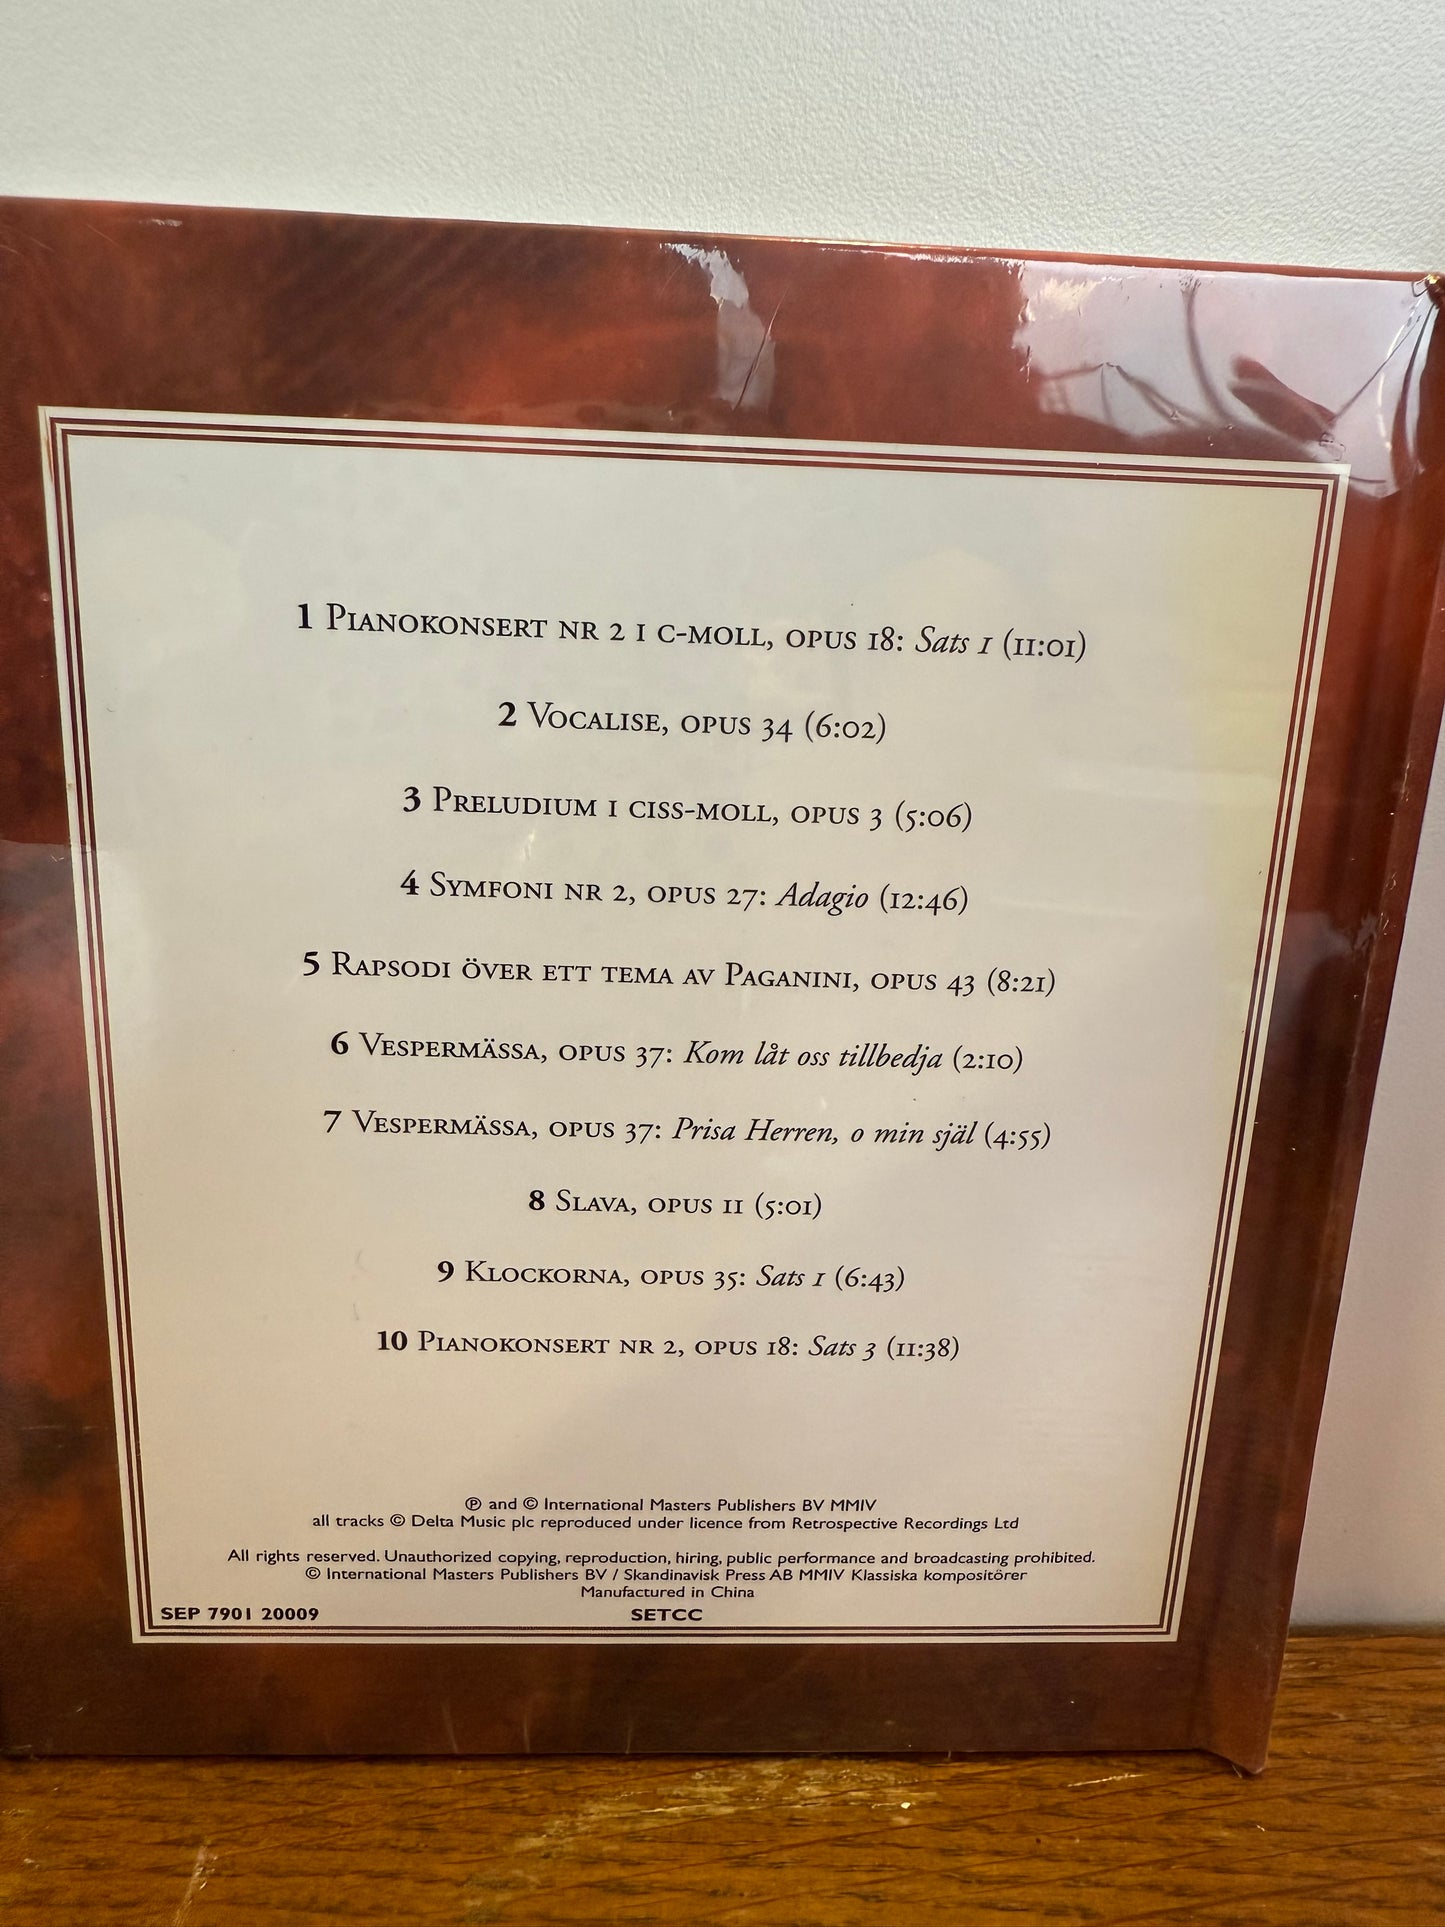 1 Pianokonsert nr 2 i c-moll, opus 18: Sats 1 (11:01)
2 Vocalise, opus 34 (6:02)
3 Preludium i ciss-moll, opus 3 (5:06)
4 Symfoni nr 2, opus 27: Adagio (12:46)
5 Rapsodi över ett tema av Paganini, opus 43 (8:21)
6 Vespermässa, opus 37: Kom låt oss tillbedja (2:10)
7 Vespermässa, opus 37: Prisa Herren, o min själ (4:55)
8 Slava, opus 11 (5:01)
9 Klockorna, opus 35: Sats 1 (6:43)
10 Pianokonsert nr 2, opus 18: Sats 3 (11:38)
℗ and © International Masters Publishers BV MMIV
all tracks © Delta Music plc reproduced under licence from Retrospective Recordings Ltd
All rights reserved. Unauthorized copying, reproduction, hiring, public performance and broadcasting prohibited.
© International Masters Publishers BV / Skandinavisk Press AB MMIV Klassiska kompositörer
Manufactured in China
SEP 7901 20009 SETCC